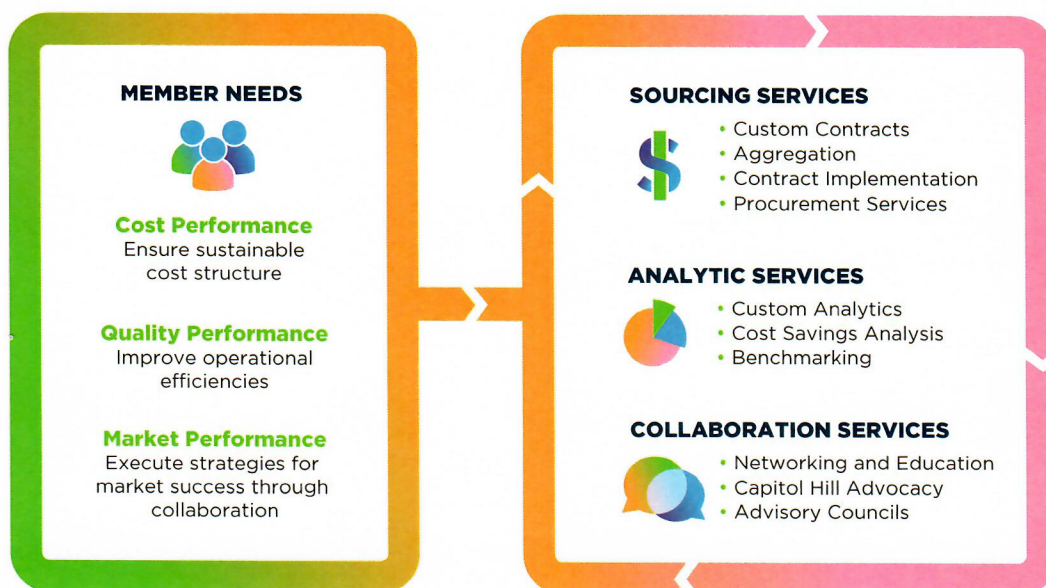 MEMBER NEEDS
Cost Performance
Ensure sustainable
cost structure
Quality Performance
Improve operational
efficiencies
Market Performance
Execute strategies for
market success through
collaboration
SOURCING SERVICES
• Custom Contracts
• Aggregation
• Contract Implementation
• Procurement Services
ANALYTIC SERVICES
• Custom Analytics
• Cost Savings Analysis
• Benchmarking
COLLABORATION SERVICES
• Networking and Education
• Capitol Hill Advocacy
• Advisory Councils